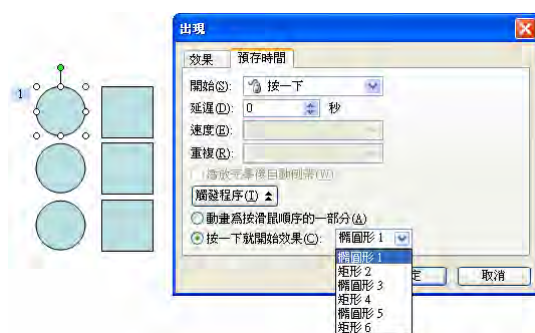 出現
效果 預存時間
1
開始(S): 按一下
延遲(D): 0 秒
速度(E):
重複(R):
播放完畢後自動倒帶(W)
觸發程序(T)
動畫為按滑鼠順序的一部分(A)
按一下就開始效果(C): 橢圓形 1
橢圓形 1
矩形 2
橢圓形 3
矩形 4
橢圓形 5
矩形 6
定 取消